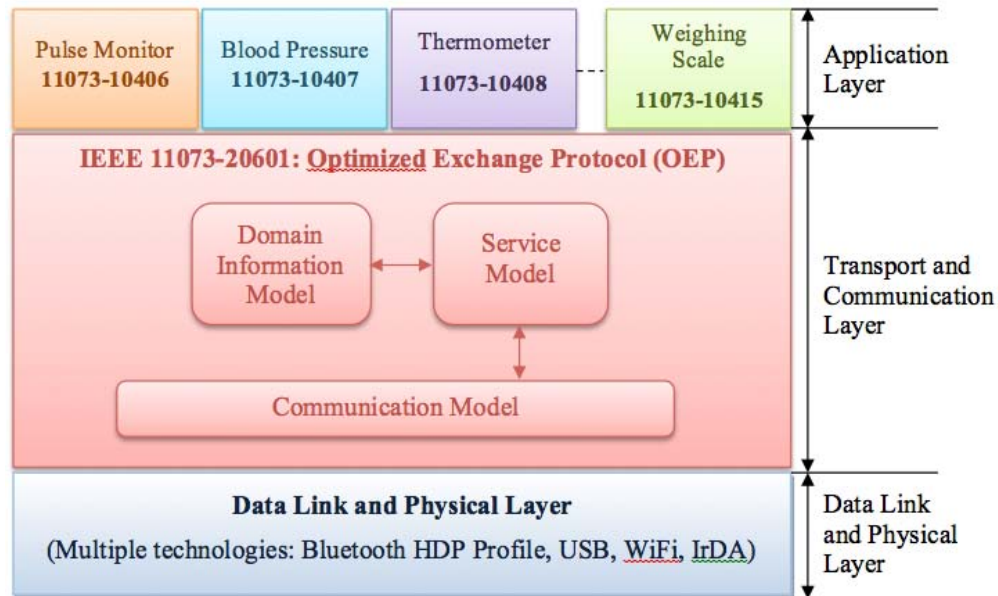 Pulse Monitor
11073-10406
Blood Pressure
11073-10407
Thermometer
11073-10408
Weighing
Scale
11073-10415
Application
Layer
IEEE 11073-20601: Optimized Exchange Protocol (OEP)
Domain
Information
Model
Service
Model
Communication Model
Transport and
Communication
Layer
Data Link and Physical Layer
(Multiple technologies: Bluetooth HDP Profile, USB, WiFi, IrDA)
Data Link
and Physical
Layer